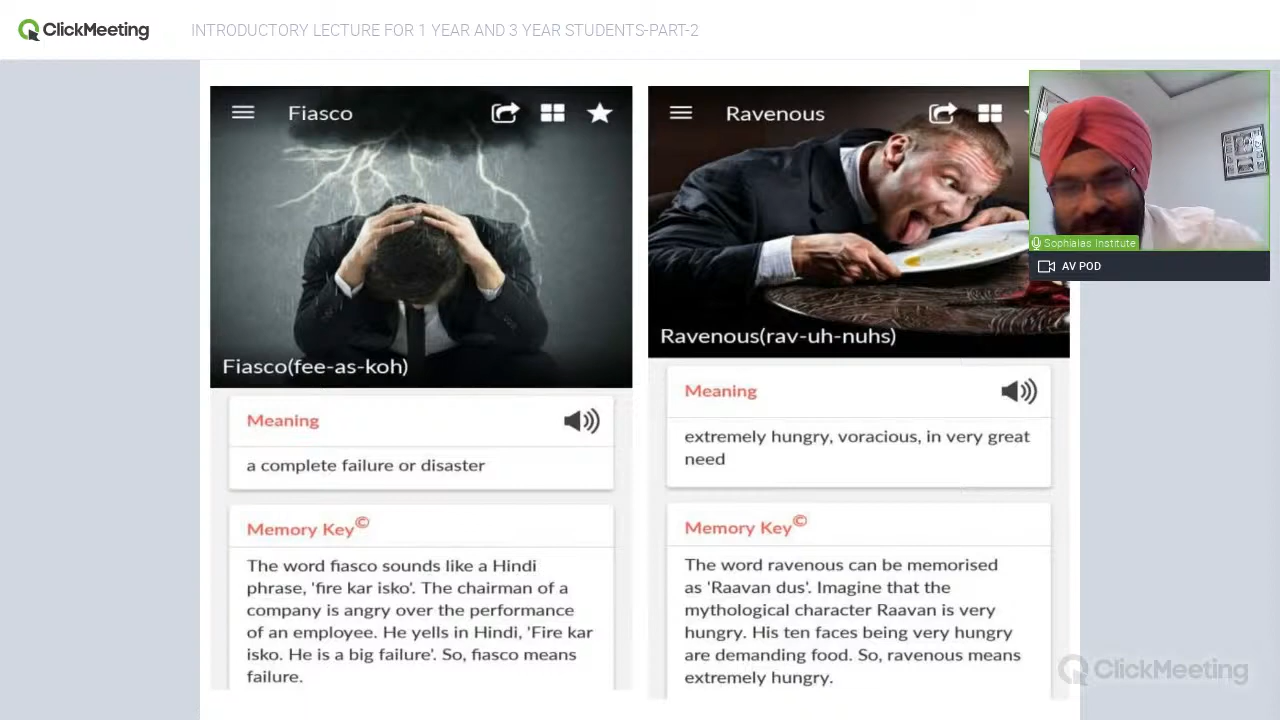 ClickMeeting
INTRODUCTORY LECTURE FOR 1 YEAR AND 3 YEAR STUDENTS-PART-2
Fiasco
Fiasco(fee-as-koh)
Meaning
a complete failure or disaster
Memory Key©
The word fiasco sounds like a Hindi
phrase, 'fire kar isko'. The chairman of a
company is angry over the performance
of an employee. He yells in Hindi, 'Fire kar
isko. He is a big failure'. So, fiasco means
failure.
Ravenous
Ravenous(rav-uh-nuhs)
Meaning
extremely hungry, voracious, in very great
need
Memory Key©
The word ravenous can be memorised
as 'Raavan dus'. Imagine that the
mythological character Raavan is very
hungry. His ten faces being very hungry
are demanding food. So, ravenous means
extremely hungry.
Sophialas Institute
AV POD
ClickMeeting